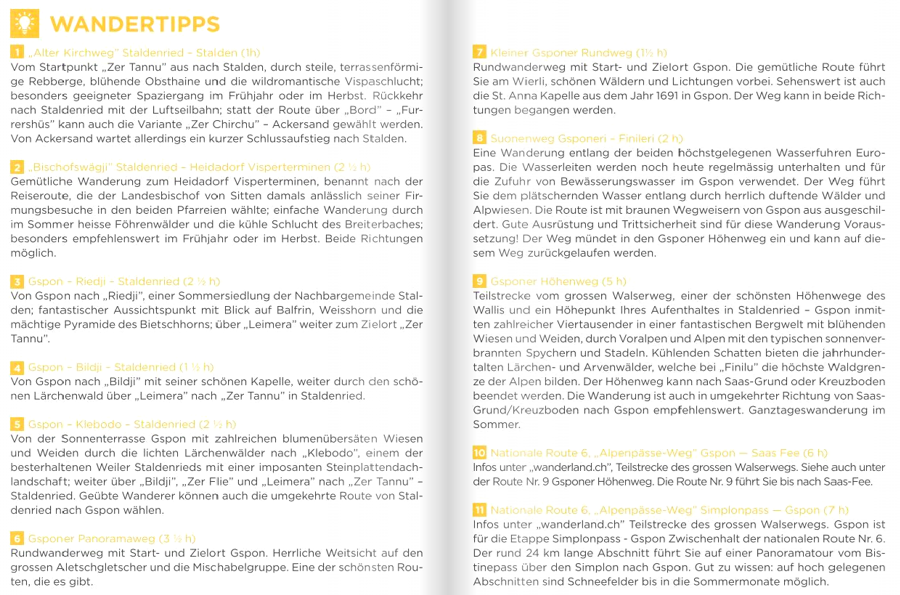 WANDERTIPPS
1 „Alter Kirchweg" Staldenried – Stalden (1h)
Vom Startpunkt „Zer Tannu" aus nach Stalden, durch steile, terrassenförmi-
ge Rebberge, blühende Obsthaine und die wildromantische Vispaschlucht;
besonders geeigneter Spaziergang im Frühjahr oder im Herbst. Rückkehr
nach Staldenried mit der Luftseilbahn; statt der Route über „Bord" – „Fur-
rershüs" kann auch die Variante „Zer Chirchu" – Ackersand gewählt werden.
Von Ackersand wartet allerdings ein kurzer Schlussaufstieg nach Stalden.
2 „Bischofswägji" Staldenried – Heidadorf Visperterminen (2 ½ h)
Gemütliche Wanderung zum Heidadorf Visperterminen, benannt nach der
Reiseroute, die der Landesbischof von Sitten damals anlässlich seiner Fir-
mungsbesuche in den beiden Pfarreien wählte; einfache Wanderung durch
im Sommer heisse Föhrenwälder und die kühle Schlucht des Breiterbaches;
besonders empfehlenswert im Frühjahr oder im Herbst. Beide Richtungen
möglich.
3 Gspon – Riedji – Staldenried (2 ½ h)
Von Gspon nach „Riedji", einer Sommersiedlung der Nachbargemeinde Stal-
den; fantastischer Aussichtspunkt mit Blick auf Balfrin, Weisshorn und die
mächtige Pyramide des Bietschhorns; über „Leimera" weiter zum Zielort „Zer
Tannu".
4 Gspon – Bildji – Staldenried (1 ½ h)
Von Gspon nach „Bildji" mit seiner schönen Kapelle, weiter durch den schö-
nen Lärchenwald über „Leimera" nach „Zer Tannu" in Staldenried.
5 Gspon – Klebodo – Staldenried (2 ½ h)
Von der Sonnenterrasse Gspon mit zahlreichen blumenübersäten Wiesen
und Weiden durch die lichten Lärchenwälder nach „Klebodo", einem der
besterhaltenen Weiler Staldenrieds mit einer imposanten Steinplattendach-
landschaft; weiter über „Bildji", „Zer Flie" und „Leimera" nach „Zer Tannu" –
Staldenried. Geübte Wanderer können auch die umgekehrte Route von Stal-
denried nach Gspon wählen.
6 Gsponer Panoramaweg (3 ½ h)
Rundwanderweg mit Start- und Zielort Gspon. Herrliche Weitsicht auf den
grossen Aletschgletscher und die Mischabelgruppe. Eine der schönsten Rou-
ten, die es gibt.
7 Kleiner Gsponer Rundweg (1½ h)
Rundwanderweg mit Start- und Zielort Gspon. Die gemütliche Route führt
Sie am Wierli, schönen Wäldern und Lichtungen vorbei. Sehenswert ist auch
die St. Anna Kapelle aus dem Jahr 1691 in Gspon. Der Weg kann in beide Rich-
tungen begangen werden.
8 Suonenweg Gsponeri – Finileri (2 h)
Eine Wanderung entlang der beiden höchstgelegenen Wasserfuhren Euro-
pas. Die Wasserleiten werden noch heute regelmässig unterhalten und für
die Zufuhr von Bewässerungswasser im Gspon verwendet. Der Weg führt
Sie dem plätschernden Wasser entlang durch herrlich duftende Wälder und
Alpwiesen. Die Route ist mit braunen Wegweisern von Gspon aus ausgeschil-
dert. Gute Ausrüstung und Trittsicherheit sind für diese Wanderung Voraus-
setzung! Der Weg mündet in den Gsponer Höhenweg ein und kann auf die-
sem Weg zurückgelaufen werden.
9 Gsponer Höhenweg (5 h)
Teilstrecke vom grossen Walserweg, einer der schönsten Höhenwege des
Wallis und ein Höhepunkt Ihres Aufenthaltes in Staldenried – Gspon inmit-
ten zahlreicher Viertausender in einer fantastischen Bergwelt mit blühenden
Wiesen und Weiden, durch Voralpen und Alpen mit den typischen sonnenver-
brannten Spychern und Stadeln. Kühlenden Schatten bieten die jahrhunder-
talten Lärchen- und Arvenwälder, welche bei „Finilu" die höchste Waldgren-
ze der Alpen bilden. Der Höhenweg kann nach Saas-Grund oder Kreuzboden
beendet werden. Die Wanderung ist auch in umgekehrter Richtung von Saas-
Grund/Kreuzboden nach Gspon empfehlenswert. Ganztageswanderung im
Sommer.
10 Nationale Route 6, „Alpenpässe-Weg" Gspon — Saas Fee (6 h)
Infos unter „wanderland.ch", Teilstrecke des grossen Walserwegs. Siehe auch unter
der Route Nr. 9 Gsponer Höhenweg. Die Route Nr. 9 führt Sie bis nach Saas-Fee.
11 Nationale Route 6, „Alpenpässe-Weg" Simplonpass — Gspon (7 h)
Infos unter „wanderland.ch" Teilstrecke des grossen Walserwegs. Gspon ist
für die Etappe Simplonpass - Gspon Zwischenhalt der nationalen Route Nr. 6.
Der rund 24 km lange Abschnitt führt Sie auf einer Panoramatour vom Bis-
tinepass über den Simplon nach Gspon. Gut zu wissen: auf hoch gelegenen
Abschnitten sind Schneefelder bis in die Sommermonate möglich.